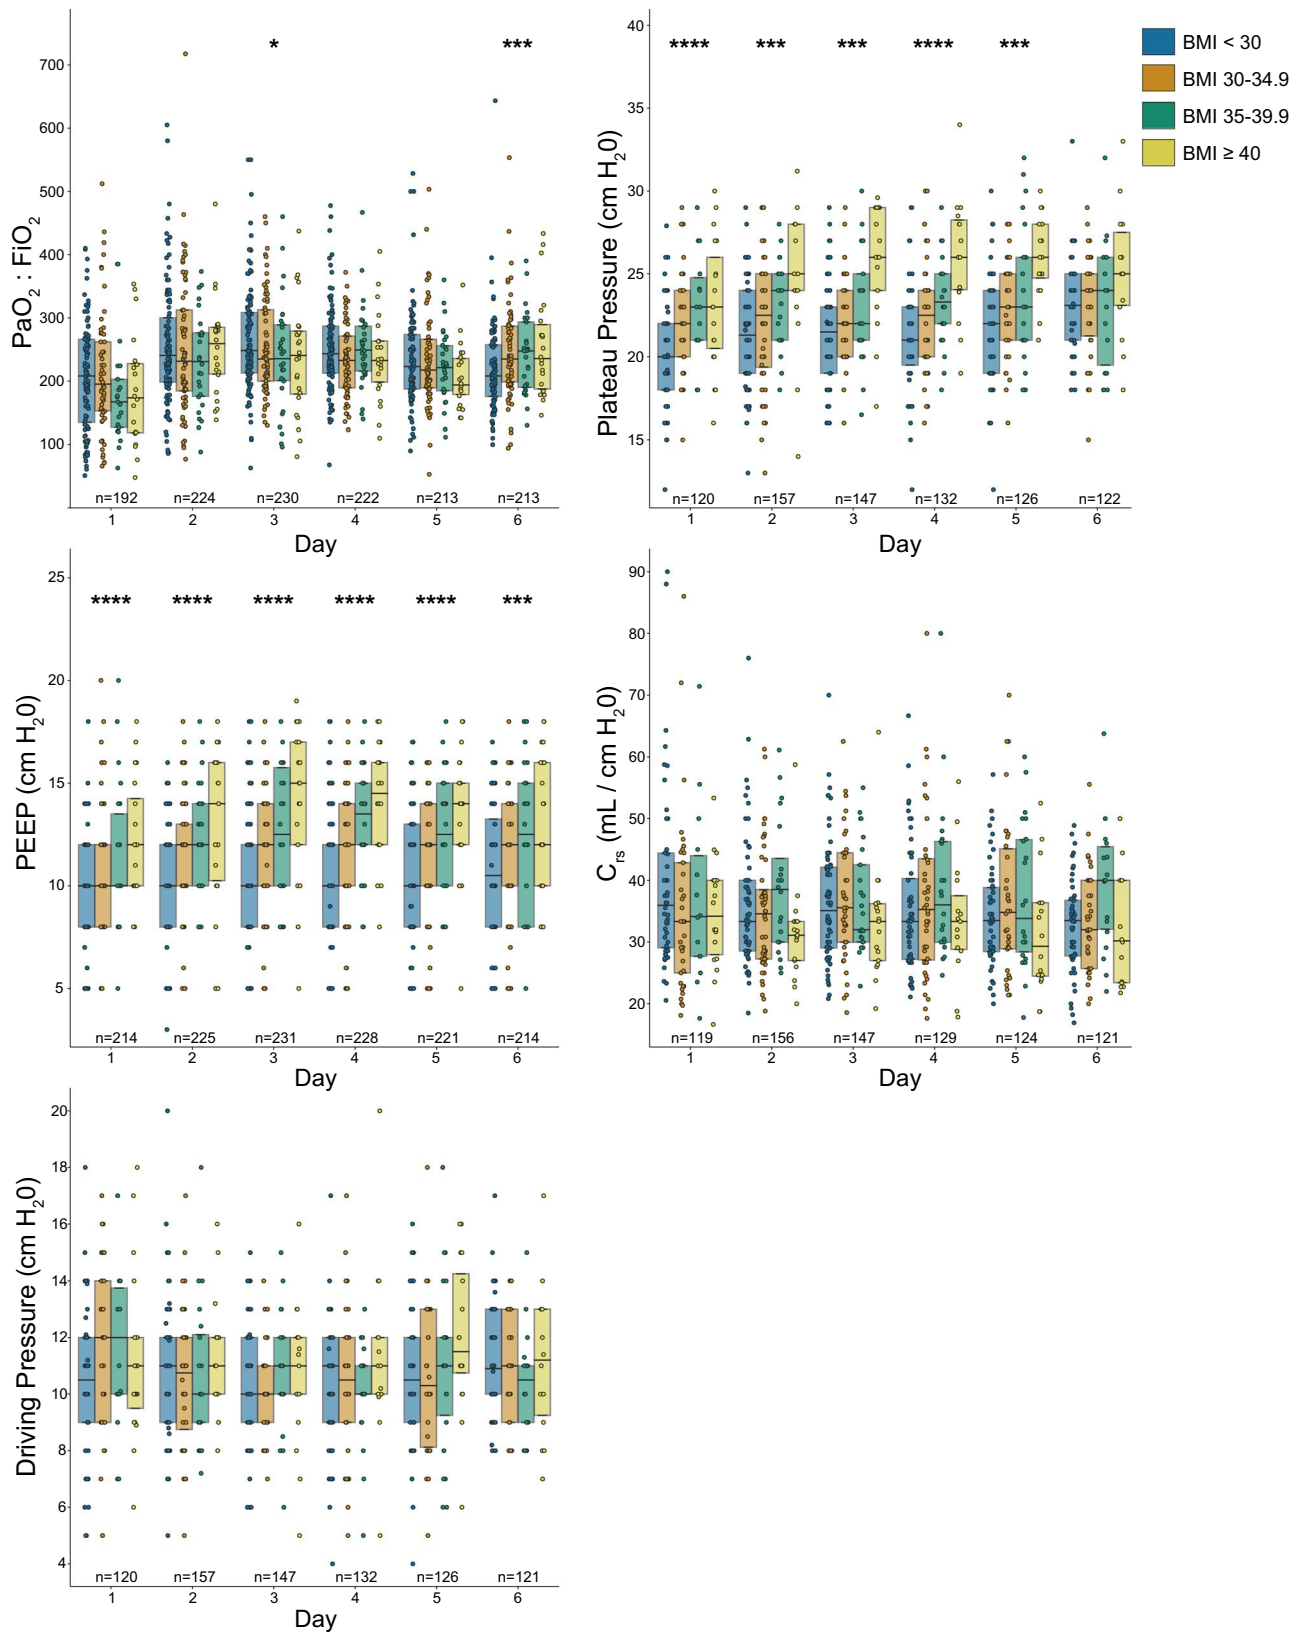 PaO2 : FiO2
700
600
500
400
300
200
100
* ***
n=192 n=224 n=230 n=222 n=213 n=213
1 2 3 4 5 6
Day
Plateau Pressure (cm H20)
40
35
30
25
20
15
**** *** *** **** ***
n=120 n=157 n=147 n=132 n=126 n=122
1 2 3 4 5 6
Day
BMI < 30
BMI 30-34.9
BMI 35-39.9
BMI ≥ 40
PEEP (cm H20)
25
20
15
10
5
**** **** **** **** **** ***
n=214 n=225 n=231 n=228 n=221 n=214
1 2 3 4 5 6
Day
Crs (mL / cm H20)
90
80
70
60
50
40
30
20
n=119 n=156 n=147 n=129 n=124 n=121
1 2 3 4 5 6
Day
Driving Pressure (cm H20)
20
18
16
14
12
10
8
6
4
n=120 n=157 n=147 n=132 n=126 n=121
1 2 3 4 5 6
Day